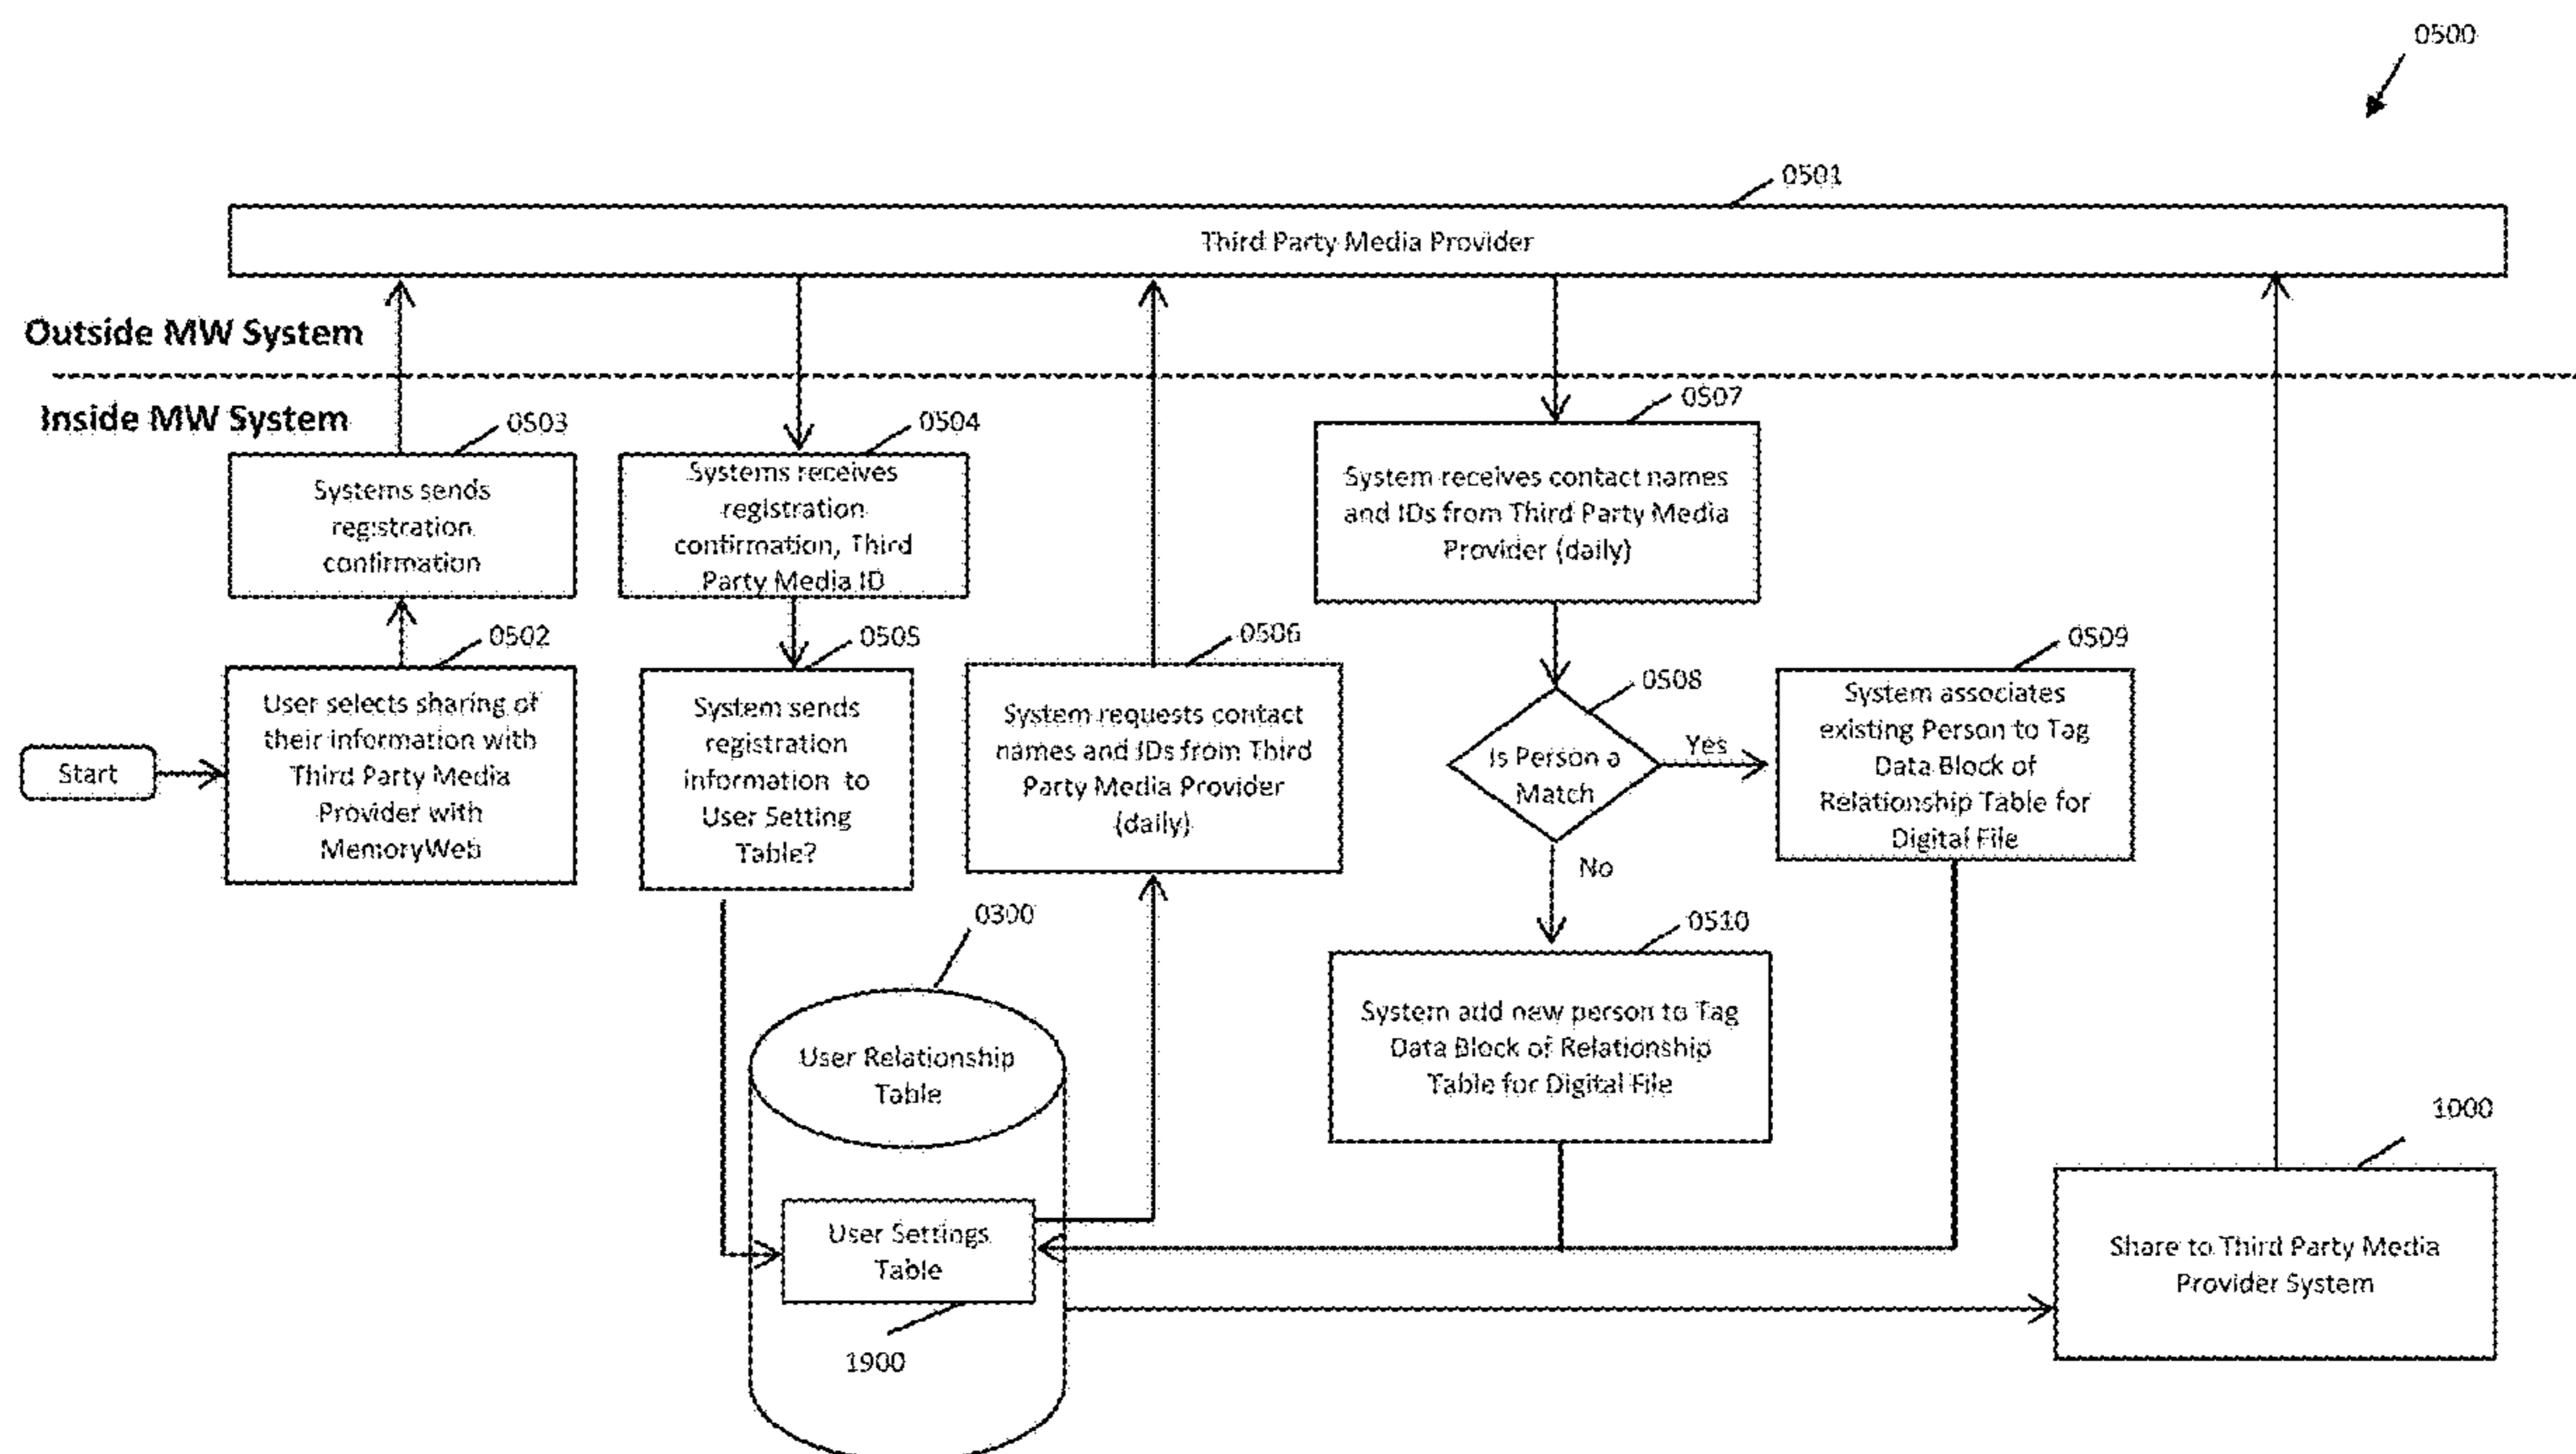 0500
0501
Third Party Media Provider
Outside MW System
Inside MW System
0503
Systems sends
registration
confirmation
0504
Systems receives
registration
confirmation, Third
Party Media ID
0507
System receives contact names
and IDs from Third Party Media
Provider (daily)
0502
User selects sharing of
their information with
Third Party Media
Provider with
MemoryWeb
Start
0505
System sends
registration
information to
User Setting
Table?
0506
System requests contact
names and IDs from Third
Party Media Provider
(daily)
0508
Is Person a
Match
Yes
No
0509
System associates
existing Person to Tag
Data Block of
Relationship Table for
Digital File
0300
User Relationship
Table
0510
System add new person to Tag
Data Block of Relationship
Table for Digital File
User Settings
Table
1900
1000
Share to Third Party Media
Provider System